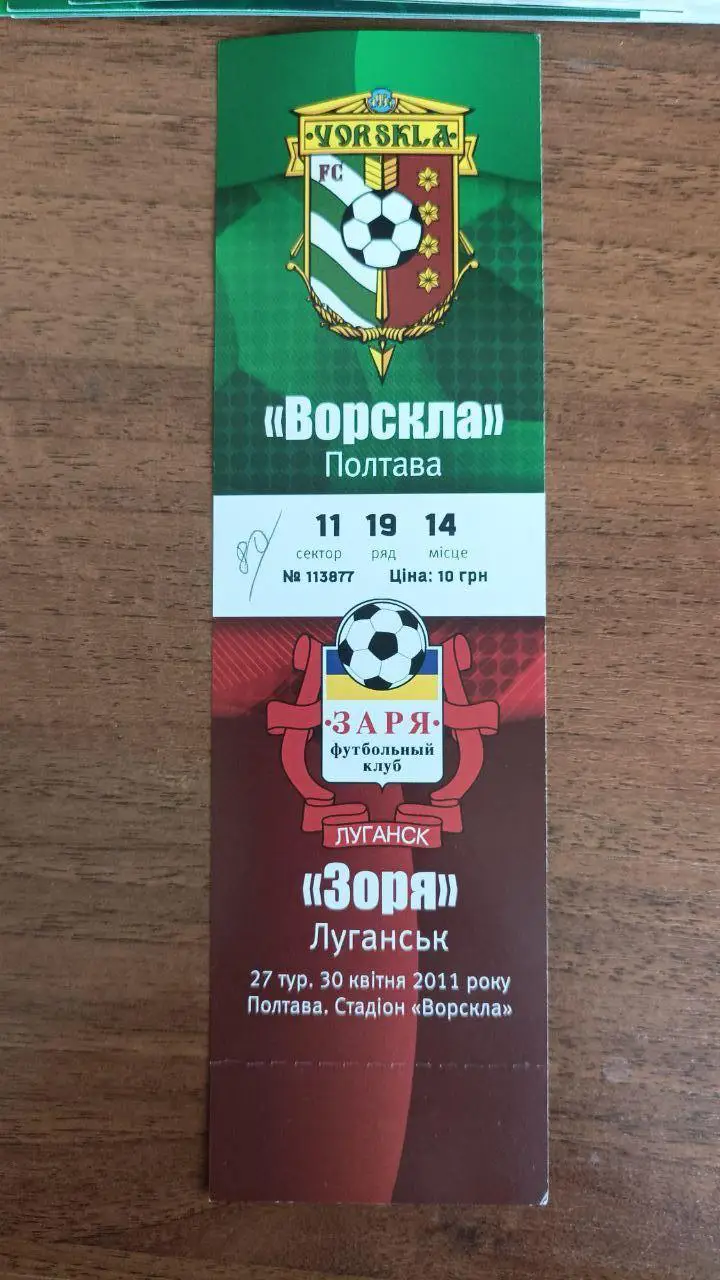 VORSKLA
FC
«Ворскла»
Полтава
11 19 14
сектор ряд місце
№ 113877 Ціна: 10 грн
·ЗАРЯ·
футбольный
клуб
ЛУГАНСК
«Зоря»
Луганськ
27 тур. 30 квітня 2011 року
Полтава. Стадіон «Ворскла»